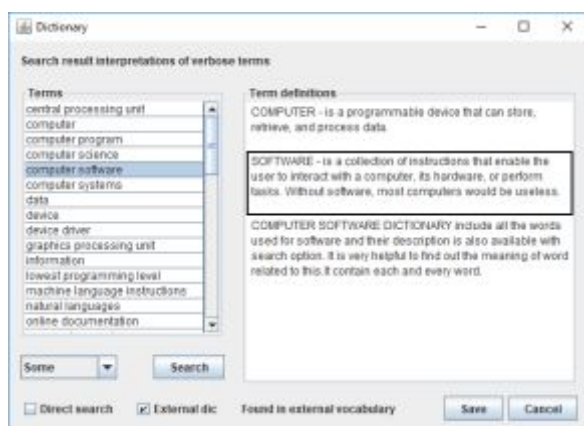 Dictionary
Search result interpretations of verbose terms
Terms
central processing unit
computer
computer program
computer science
computer software
computer systems
data
device
device driver
graphics processing unit
information
lowest programming level
machine language instructions
natural languages
online documentation
Term definitions
COMPUTER - is a programmable device that can store,
retrieve, and process data.
SOFTWARE - is a collection of instructions that enable the
user to interact with a computer, its hardware, or perform
tasks. Without software, most computers would be useless.
COMPUTER SOFTWARE DICTIONARY include all the words
used for software and their description is also available with
search option. It is very helpful to find out the meaning of word
related to this.It contain each and every word.
Some
Search
Direct search
External dic
Found in external vocabulary
Save
Cancel